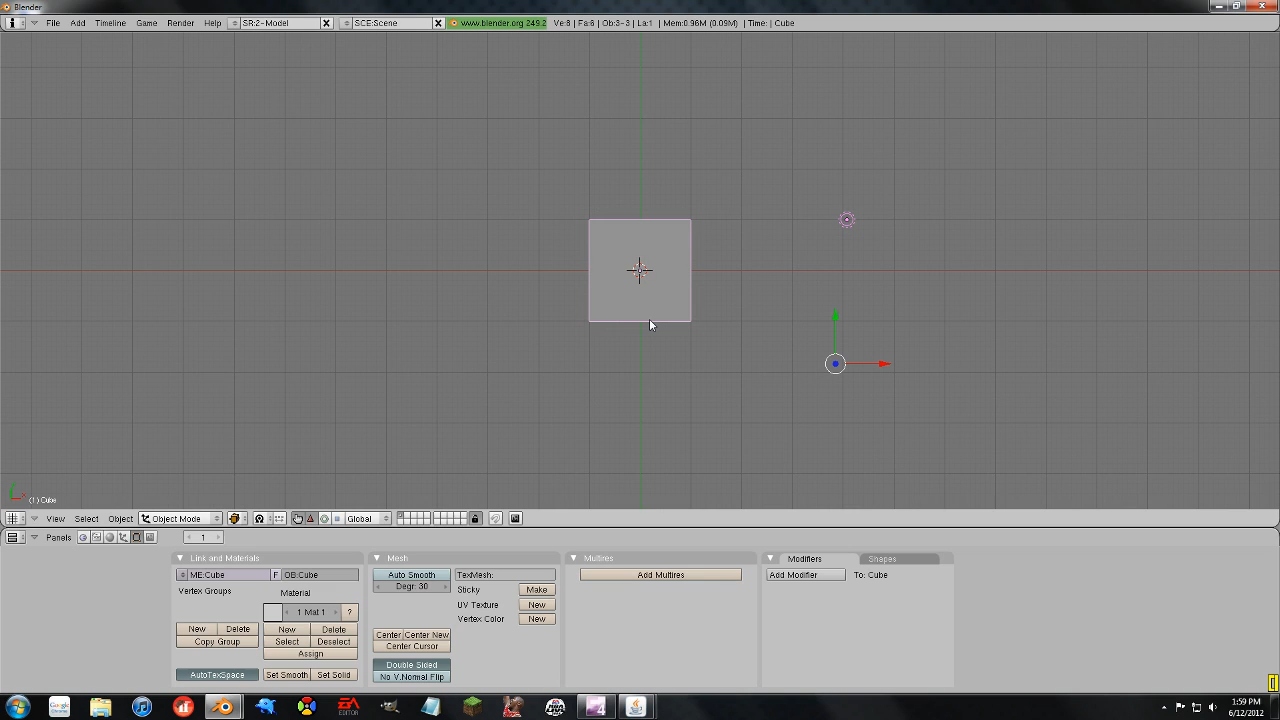 Blender
File Add Timeline Game Render Help SR:2-Model SCE:Scene www.blender.org 249.2 Ve:8 | Fa:6 | Ob:3-3 | La:1 | Mem:0.96M (0.09M) | Time: | Cube
x
(1) Cube
View Select Object Object Mode Global
Panels 1
Link and Materials Mesh Multires Modifiers Shapes
ME:Cube F OB:Cube Auto Smooth TexMesh: Add Multires Add Modifier To: Cube
Degr: 30
Vertex Groups Material Sticky Make
UV Texture New
1 Mat 1 ? Vertex Color New
New Delete New Delete Center Center New
Copy Group Select Deselect Center Cursor
Assign
Double Sided
AutoTexSpace Set Smooth Set Solid No V.Normal Flip
Google Chrome EA EDITOR 4 1:59 PM
6/12/2012